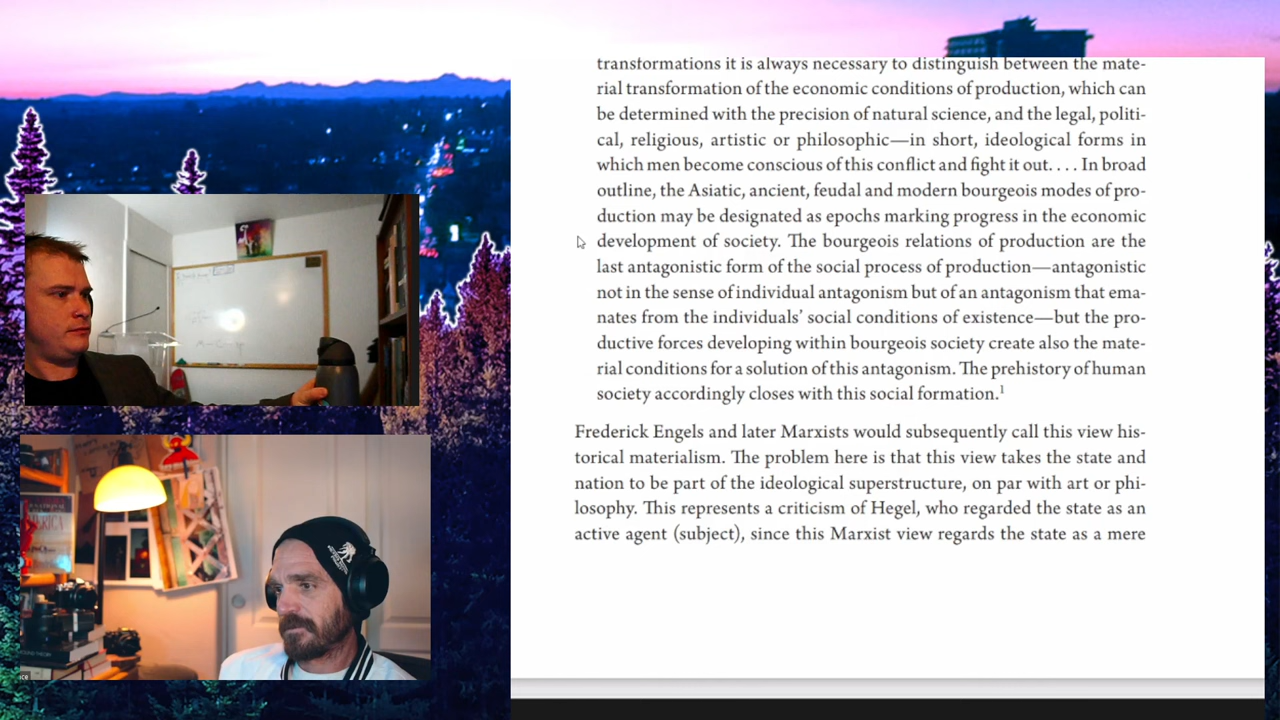 transformations it is always necessary to distinguish between the mate-
rial transformation of the economic conditions of production, which can
be determined with the precision of natural science, and the legal, politi-
cal, religious, artistic or philosophic—in short, ideological forms in
which men become conscious of this conflict and fight it out. . . . In broad
outline, the Asiatic, ancient, feudal and modern bourgeois modes of pro-
duction may be designated as epochs marking progress in the economic
development of society. The bourgeois relations of production are the
last antagonistic form of the social process of production—antagonistic
not in the sense of individual antagonism but of an antagonism that ema-
nates from the individuals’ social conditions of existence—but the pro-
ductive forces developing within bourgeois society create also the mate-
rial conditions for a solution of this antagonism. The prehistory of human
society accordingly closes with this social formation.1
Frederick Engels and later Marxists would subsequently call this view his-
torical materialism. The problem here is that this view takes the state and
nation to be part of the ideological superstructure, on par with art or phi-
losophy. This represents a criticism of Hegel, who regarded the state as an
active agent (subject), since this Marxist view regards the state as a mere